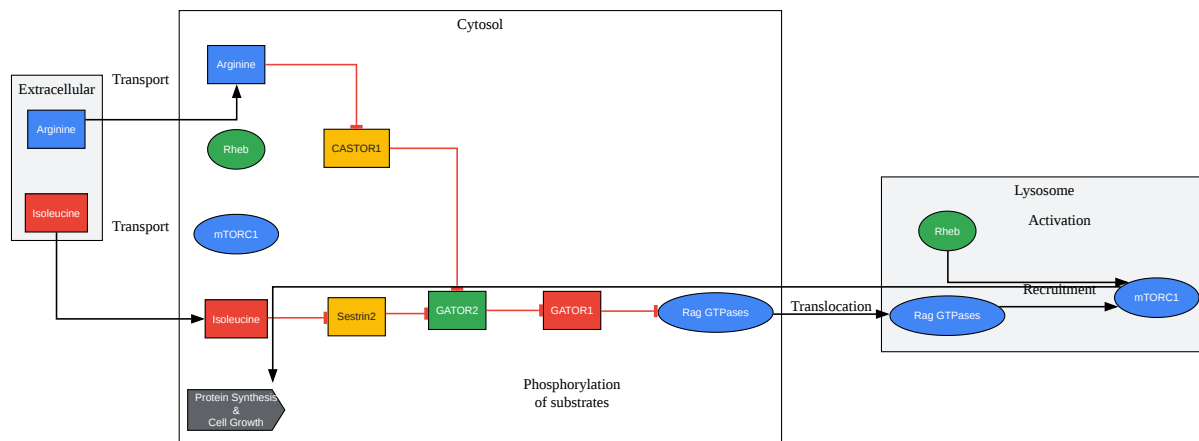 Cytosol
Extracellular
Transport
Arginine
Arginine
Rheb
CASTOR1
Isoleucine
Transport
mTORC1
Isoleucine
Sestrin2
GATOR2
GATOR1
Rag GTPases
Translocation
Lysosome
Activation
Rheb
Recruitment
mTORC1
Rag GTPases
Protein Synthesis
&
Cell Growth
Phosphorylation
of substrates